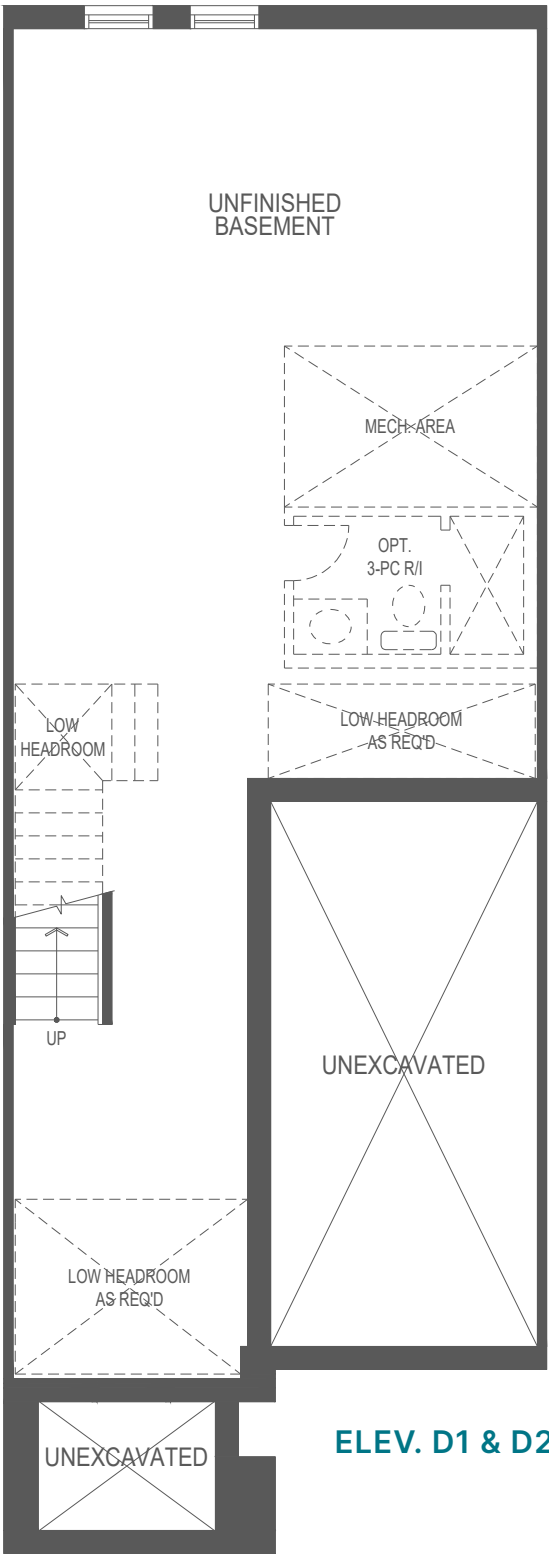 UNFINISHED
BASEMENT
MECH. AREA
OPT.
3-PC R/I
LOW
HEADROOM
LOW HEADROOM
AS REQ'D
UP
UNEXCAVATED
LOW HEADROOM
AS REQ'D
UNEXCAVATED
ELEV. D1 & D2